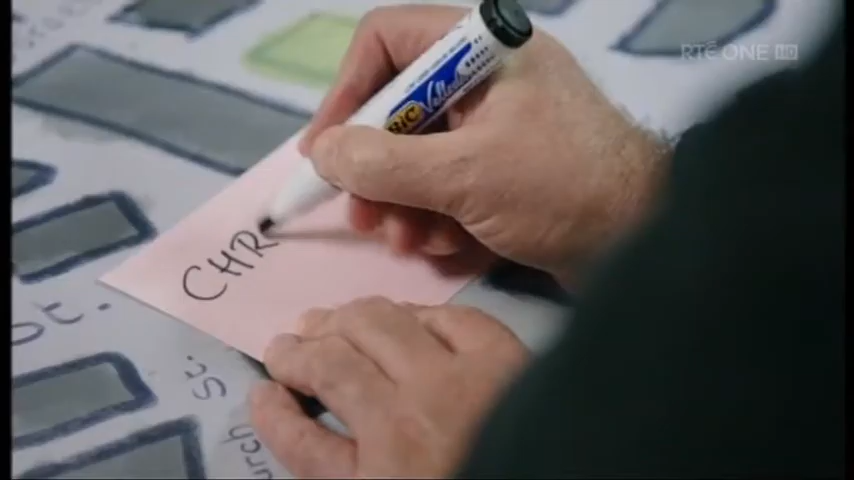 RTÉ ONE HD
BIC Velleda
CHR
St.
St.
urch